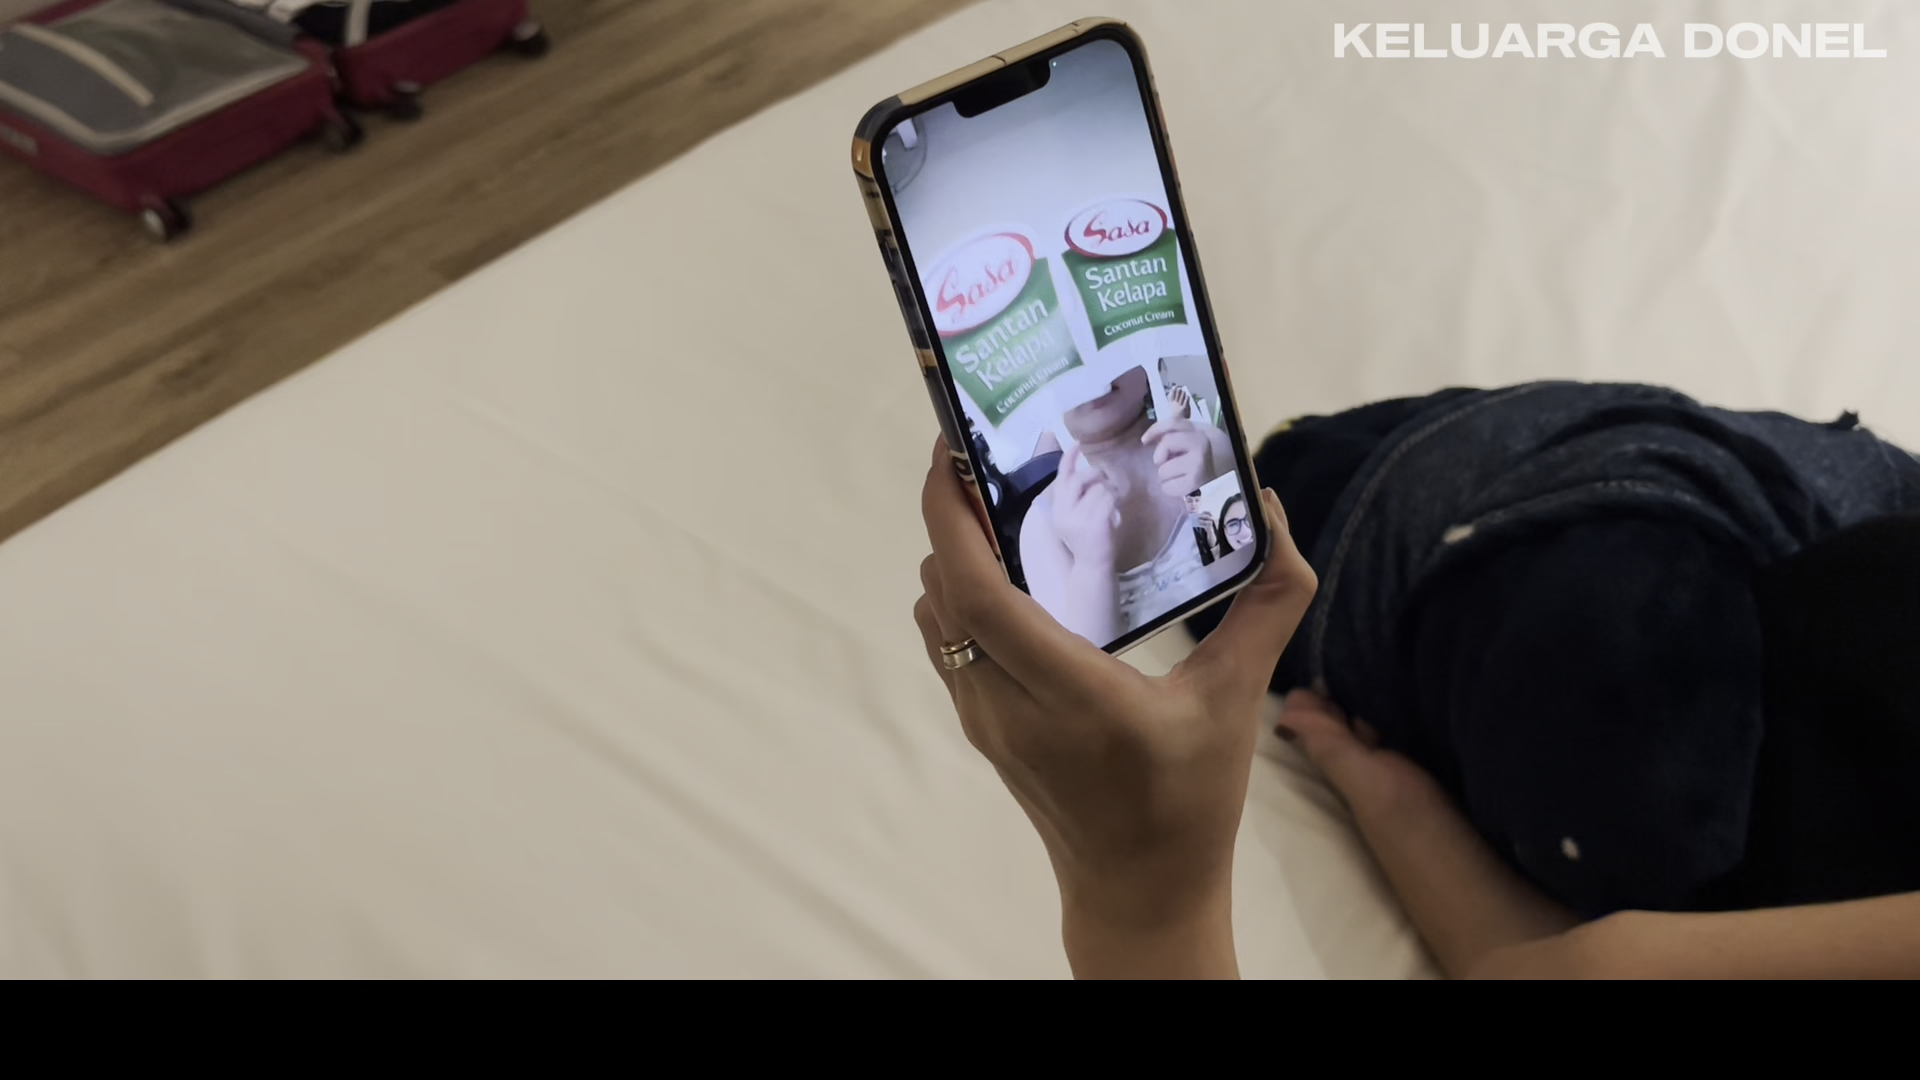 KELUARGA DONEL
Sasa
Santan
Kelapa
Coconut Cream
Sasa
Santan
Kelapa
Coconut Cream